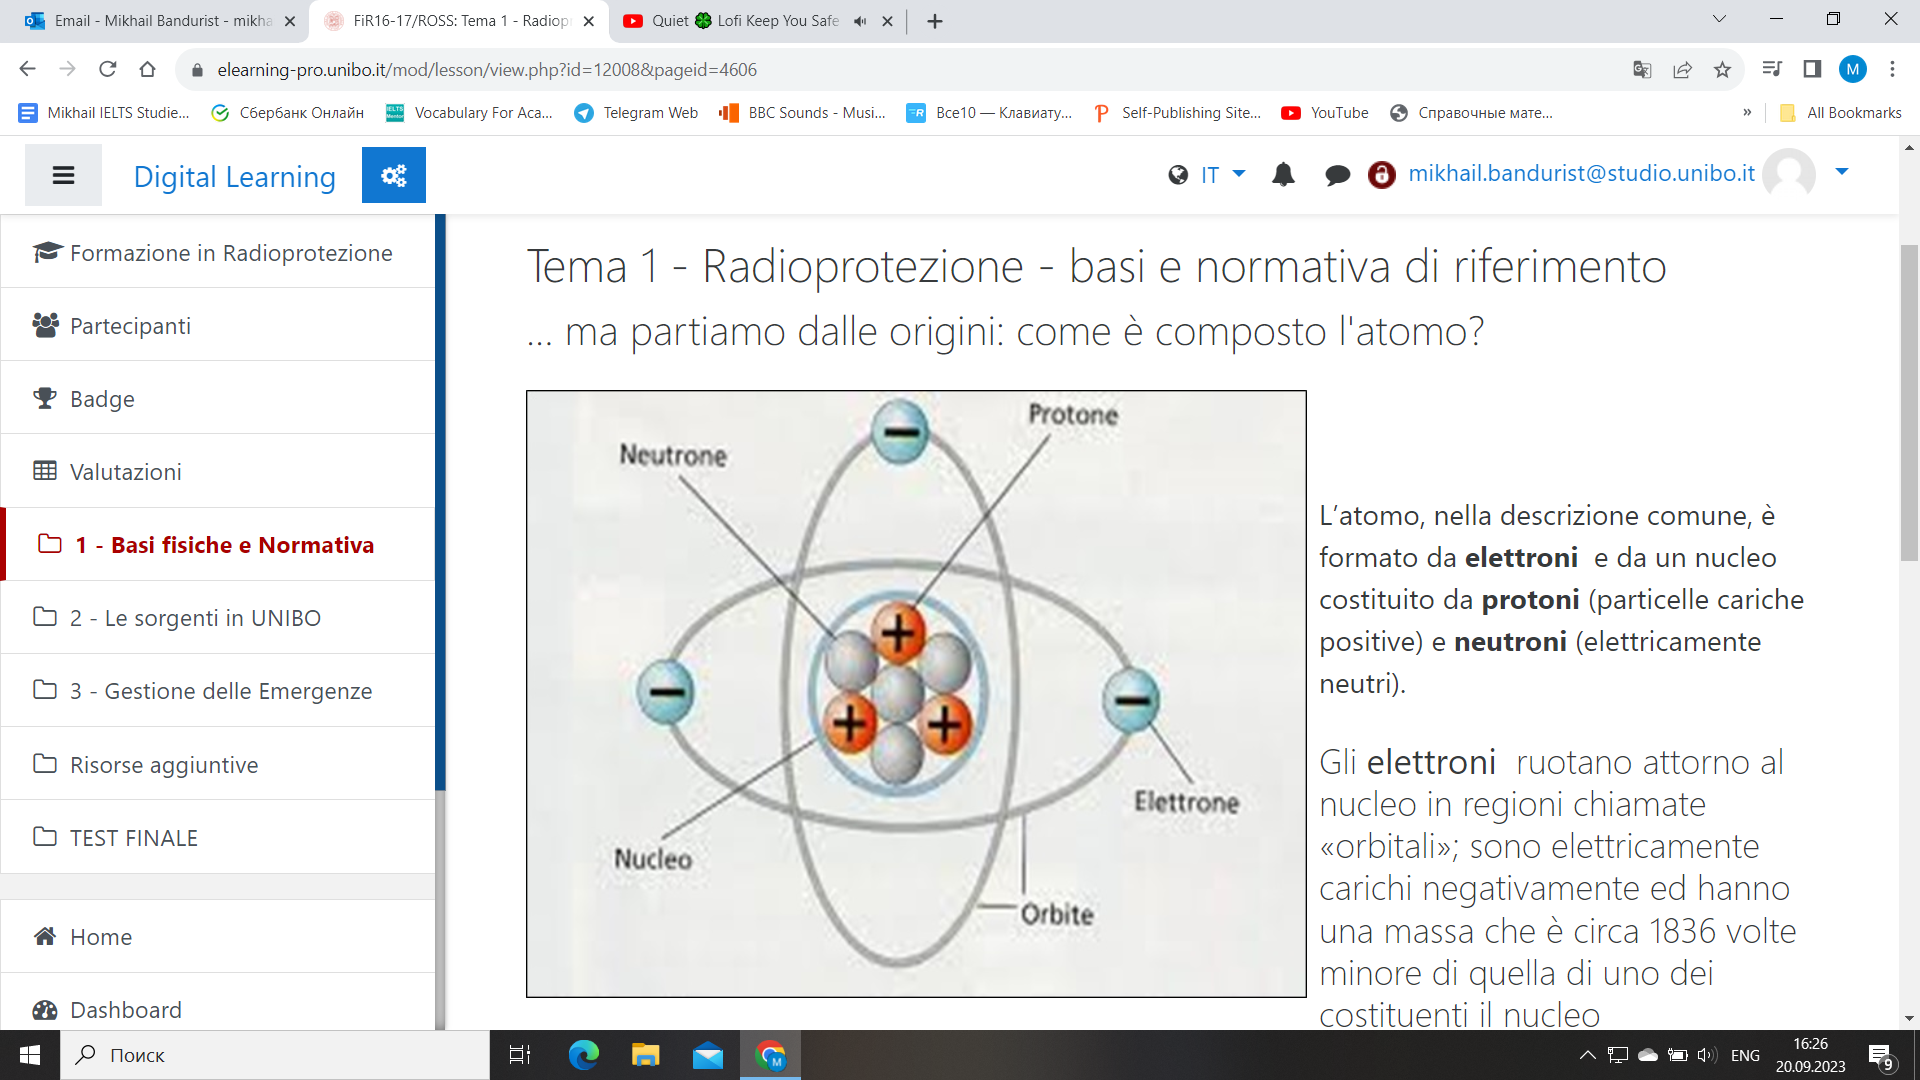 Email - Mikhail Bandurist - mikha
FiR16-17/ROSS: Tema 1 - Radiop
Quiet 🍀 Lofi Keep You Safe
elearning-pro.unibo.it/mod/lesson/view.php?id=12008&pageid=4606
M
Mikhail IELTS Studie...
Сбербанк Онлайн
Vocabulary For Aca...
Telegram Web
BBC Sounds - Musi...
Все10 — Клавиату...
Self-Publishing Site...
YouTube
Справочные мате...
»
All Bookmarks
Digital Learning
IT
mikhail.bandurist@studio.unibo.it
Formazione in Radioprotezione
Partecipanti
Badge
Valutazioni
1 - Basi fisiche e Normativa
2 - Le sorgenti in UNIBO
3 - Gestione delle Emergenze
Risorse aggiuntive
TEST FINALE
Home
Dashboard
Tema 1 - Radioprotezione - basi e normativa di riferimento
... ma partiamo dalle origini: come è composto l'atomo?
Protone
Neutrone
Elettrone
Nucleo
Orbite
L’atomo, nella descrizione comune, è
formato da elettroni e da un nucleo
costituito da protoni (particelle cariche
positive) e neutroni (elettricamente
neutri).
Gli elettroni ruotano attorno al
nucleo in regioni chiamate
«orbitali»; sono elettricamente
carichi negativamente ed hanno
una massa che è circa 1836 volte
minore di quella di uno dei
costituenti il nucleo
Поиск
M
ENG
16:26
20.09.2023
9